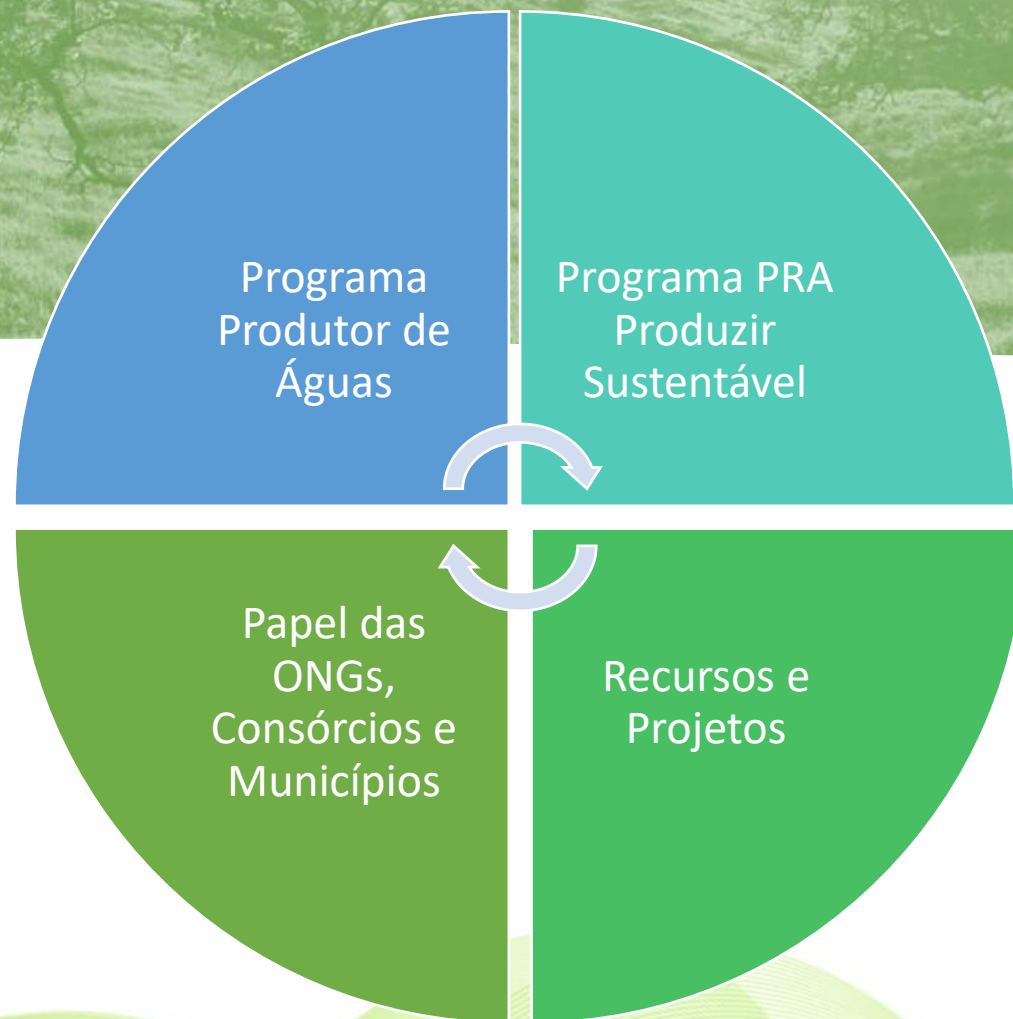 Programa
Produtor de
Águas
Programa PRA
Produzir
Sustentável
Papel das
ONGs,
Consórcios e
Municípios
Recursos e
Projetos